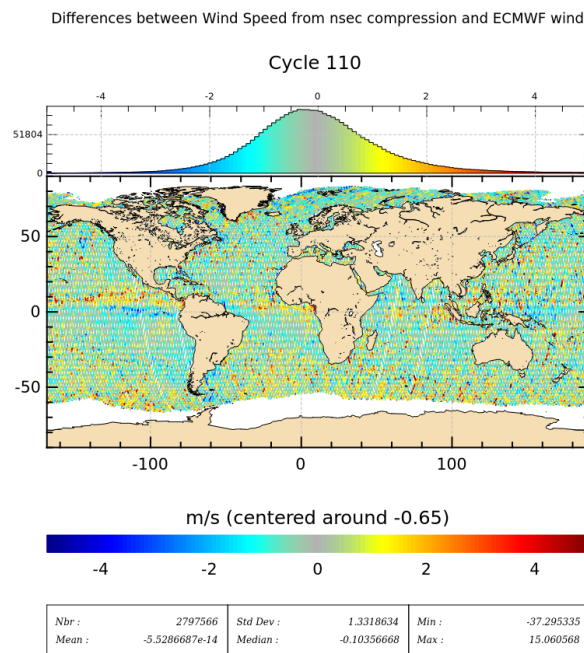 Differences between Wind Speed from nsec compression and ECMWF wind
Cycle 110
-4 -2 0 2 4
51804
0
50
0
-50
-100 0 100
m/s (centered around -0.65)
-4 -2 0 2 4
Nbr : 2797566 Std Dev : 1.3318634 Min : -37.295335
Mean : -5.5286687e-14 Median : -0.10356668 Max : 15.060568